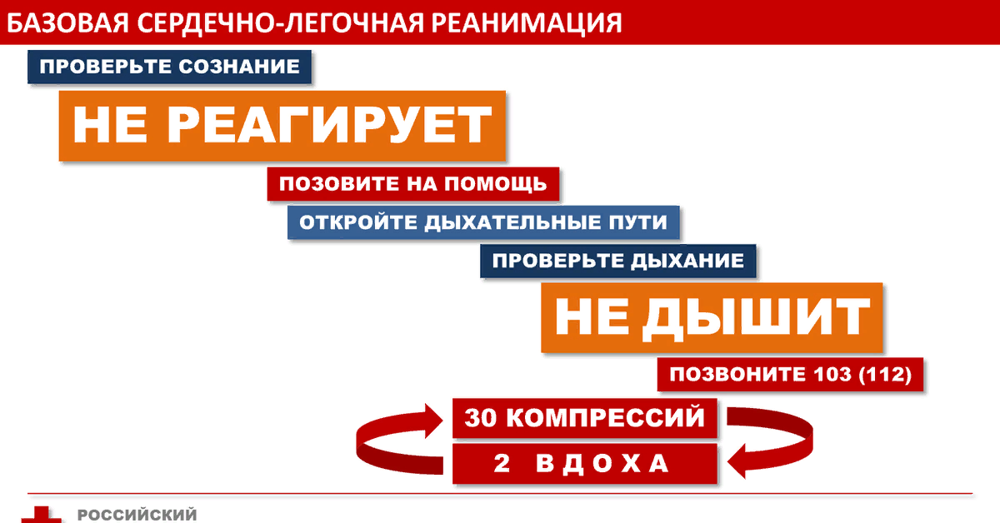 БАЗОВАЯ СЕРДЕЧНО-ЛЕГОЧНАЯ РЕАНИМАЦИЯ
ПРОВЕРЬТЕ СОЗНАНИЕ
НЕ РЕАГИРУЕТ
ПОЗОВИТЕ НА ПОМОЩЬ
ОТКРОЙТЕ ДЫХАТЕЛЬНЫЕ ПУТИ
ПРОВЕРЬТЕ ДЫХАНИЕ
НЕ ДЫШИТ
ПОЗВОНИТЕ 103 (112)
30 КОМПРЕССИЙ
2 ВДОХА
РОССИЙСКИЙ